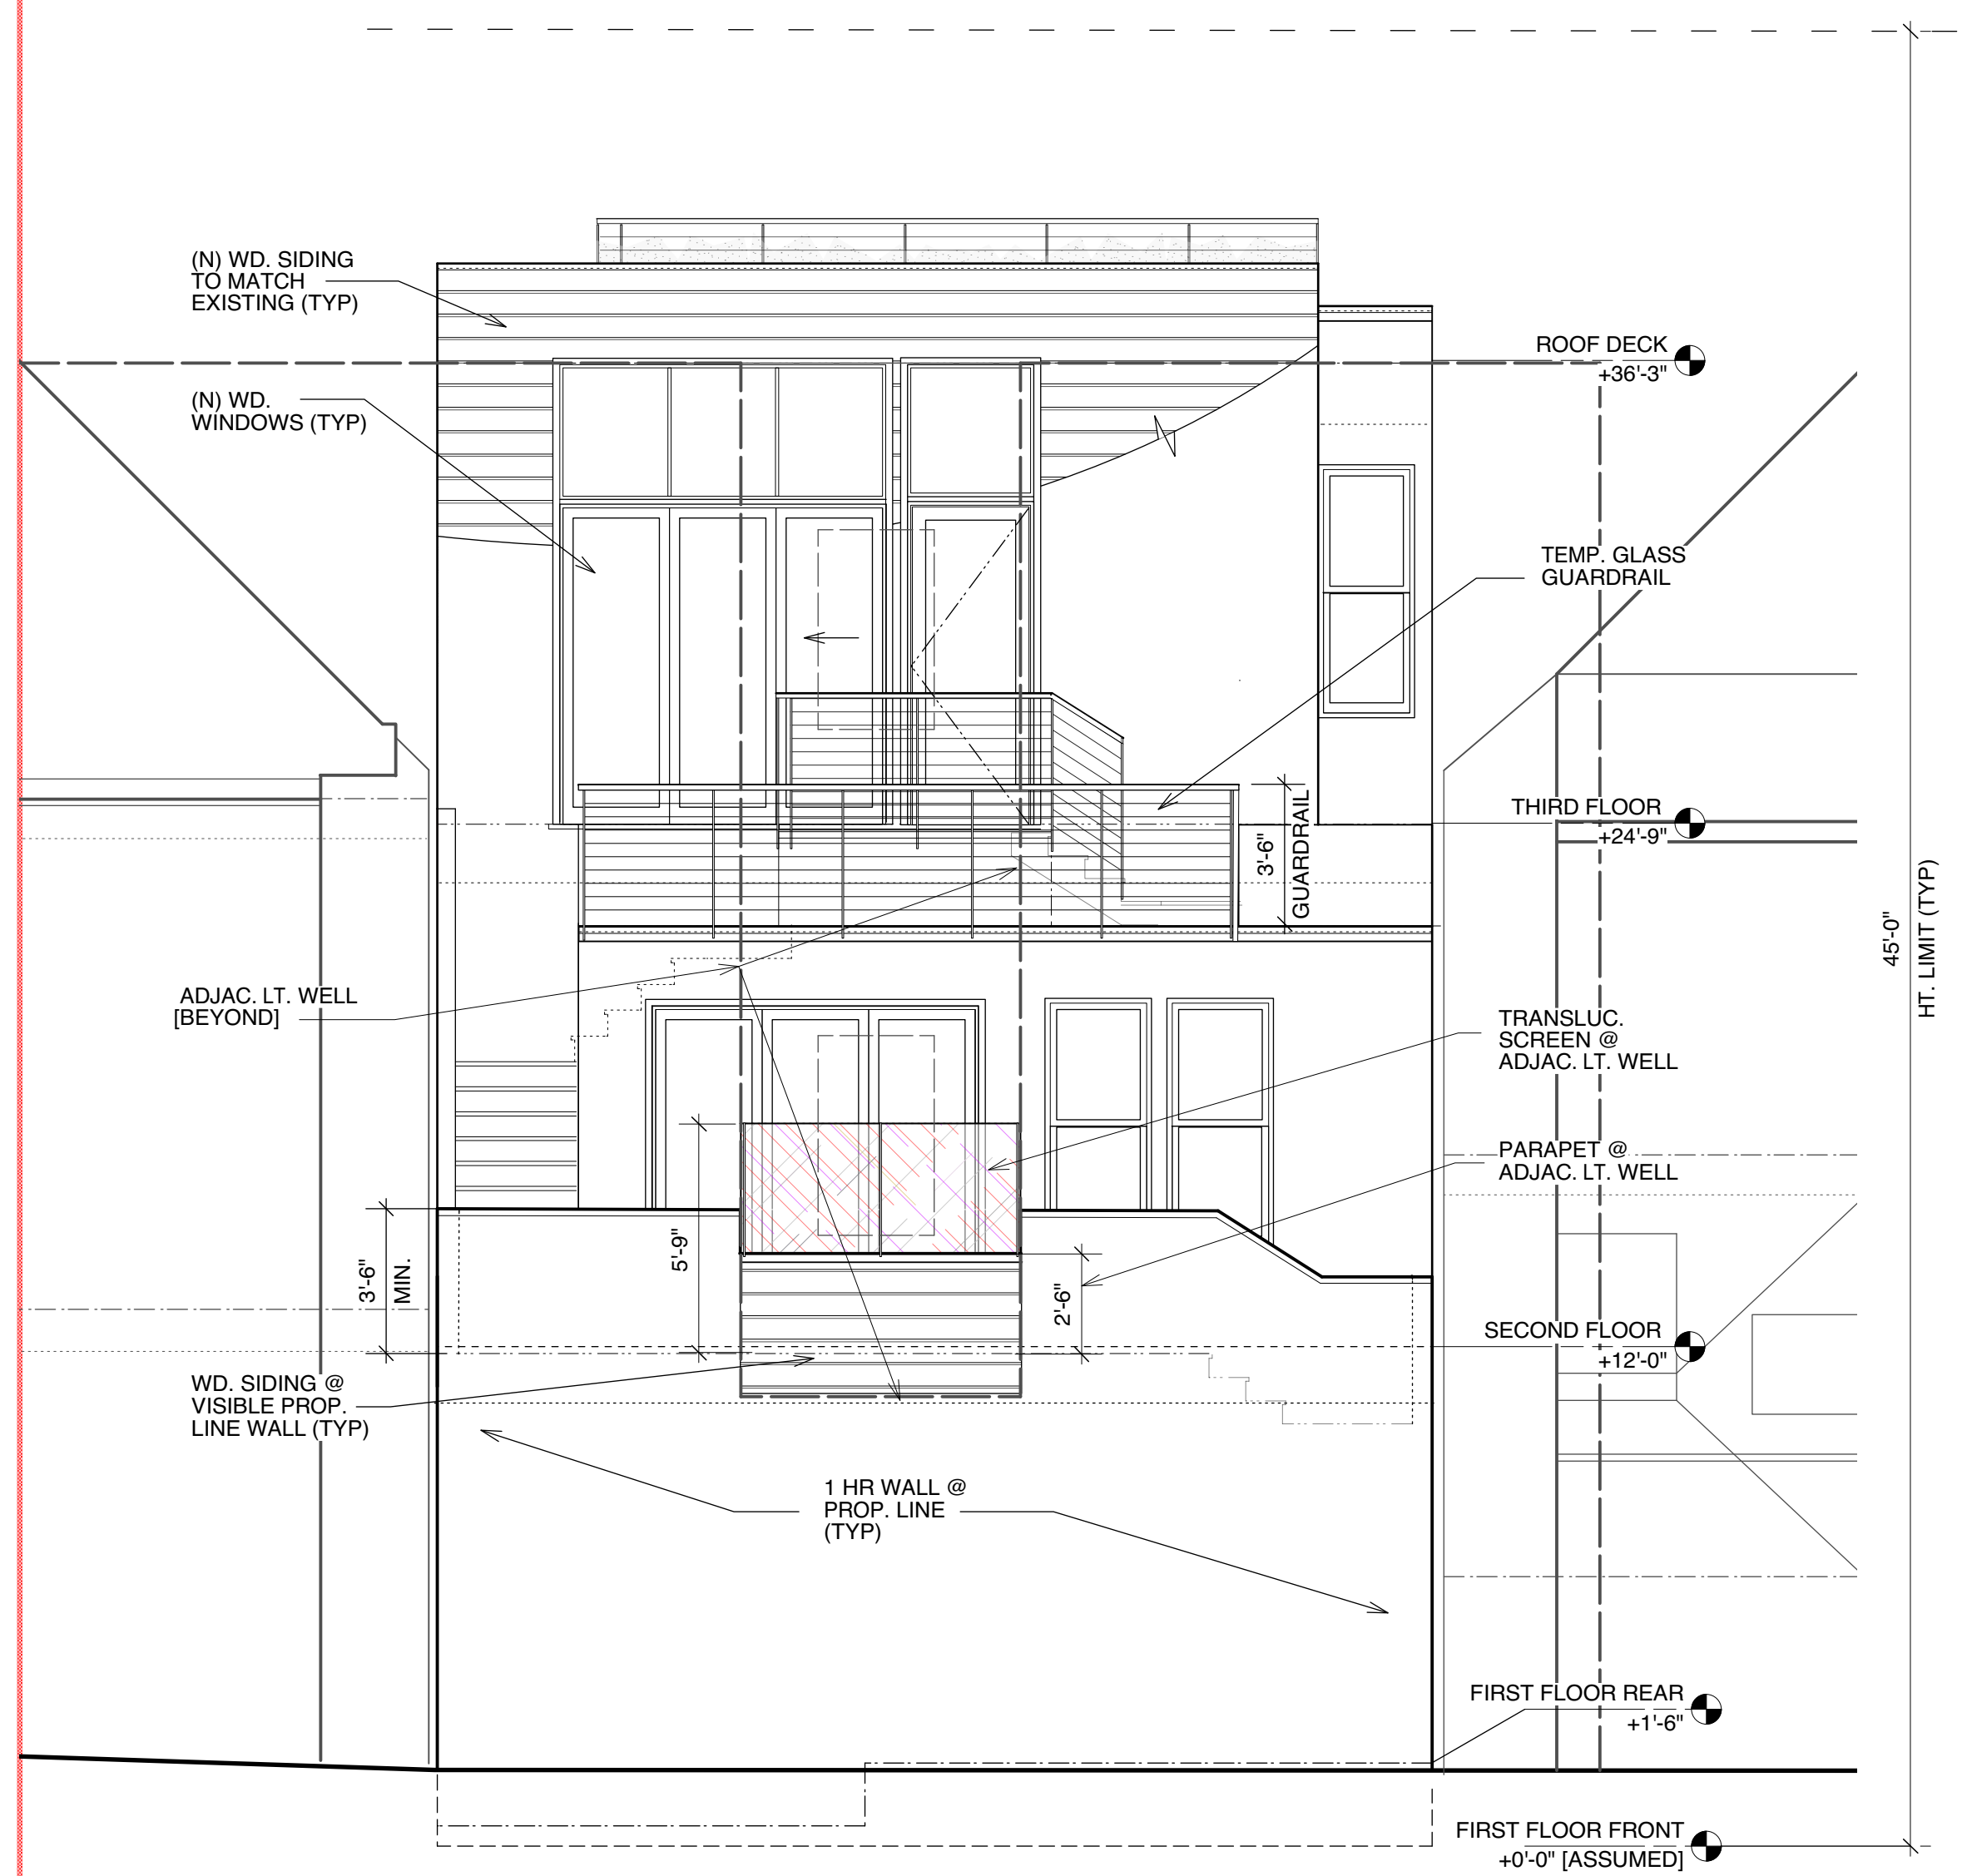 (N) WD. SIDING
TO MATCH
EXISTING (TYP)
ROOF DECK
+36'-3"
(N) WD.
WINDOWS (TYP)
TEMP. GLASS
GUARDRAIL
THIRD FLOOR
+24'-9"
3'-6"
GUARDRAIL
45'-0"
HT. LIMIT (TYP)
ADJAC. LT. WELL
[BEYOND]
TRANSLUC.
SCREEN @
ADJAC. LT. WELL
PARAPET @
ADJAC. LT. WELL
3'-6"
MIN.
5'-9"
2'-6"
SECOND FLOOR
+12'-0"
WD. SIDING @
VISIBLE PROP.
LINE WALL (TYP)
1 HR WALL @
PROP. LINE
(TYP)
FIRST FLOOR REAR
+1'-6"
FIRST FLOOR FRONT
+0'-0" [ASSUMED]